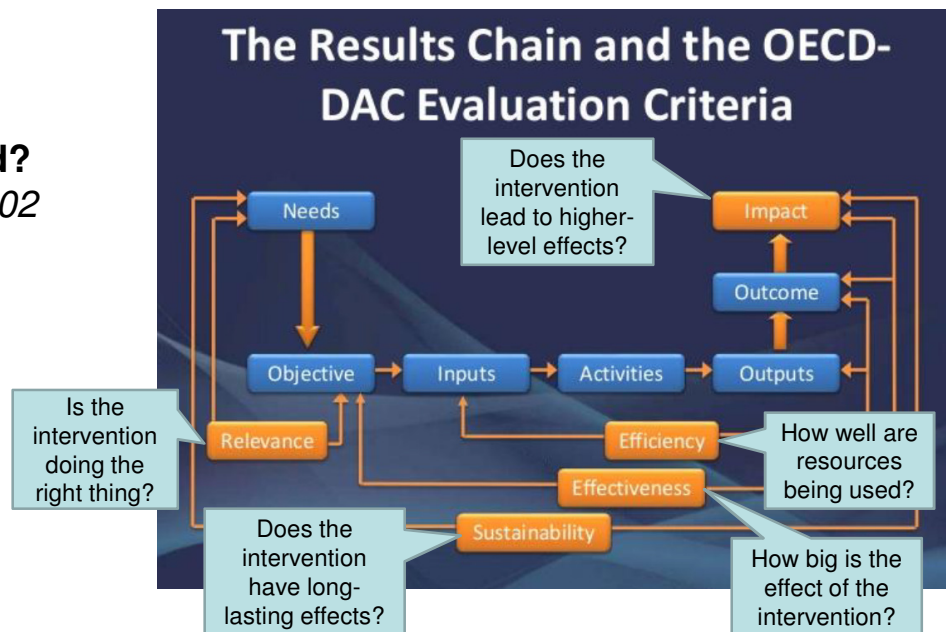 The Results Chain and the OECD-
DAC Evaluation Criteria
d?
02
Does the
intervention
lead to higher-
level effects?
Needs
Impact
Outcome
Objective
Inputs
Activities
Outputs
Is the
intervention
doing the
right thing?
Relevance
Efficiency
How well are
resources
being used?
Effectiveness
Sustainability
Does the
intervention
have long-
lasting effects?
How big is the
effect of the
intervention?